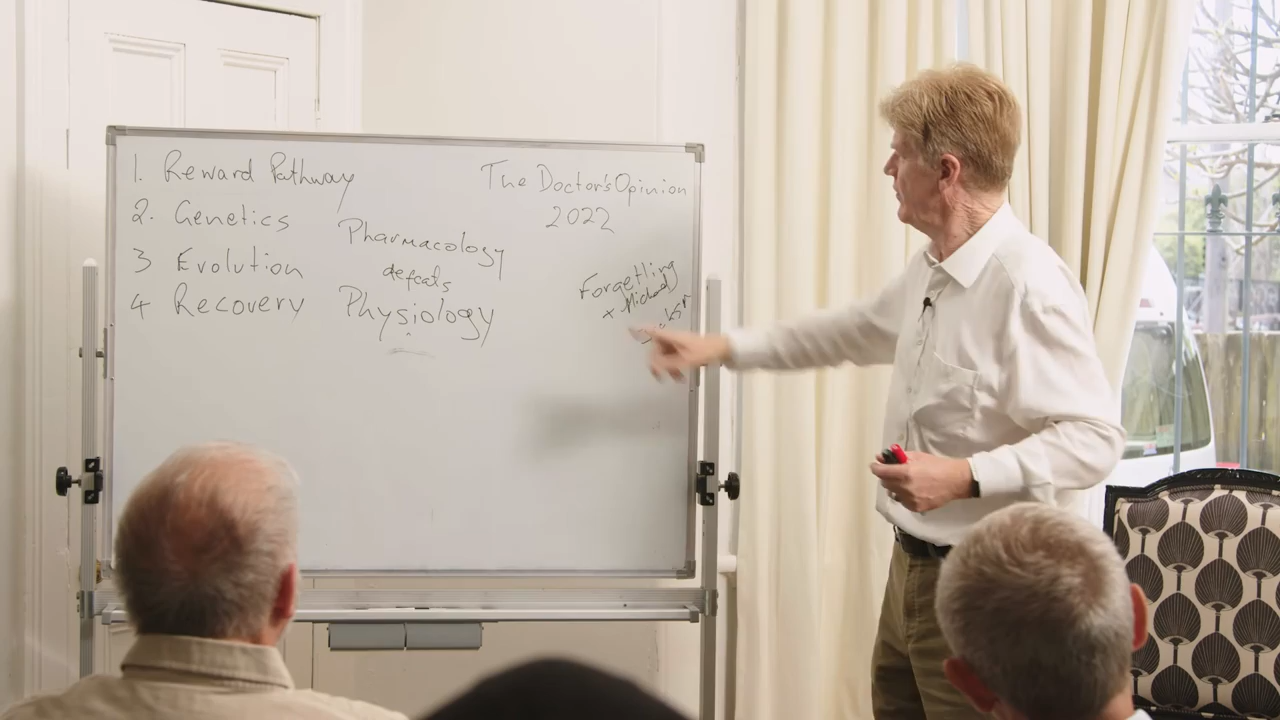 1. Reward Pathway
2. Genetics
3 Evolution
4 Recovery
Pharmacology
defeats
Physiology
The Doctor's Opinion
2022
Forgetting
Michael
x